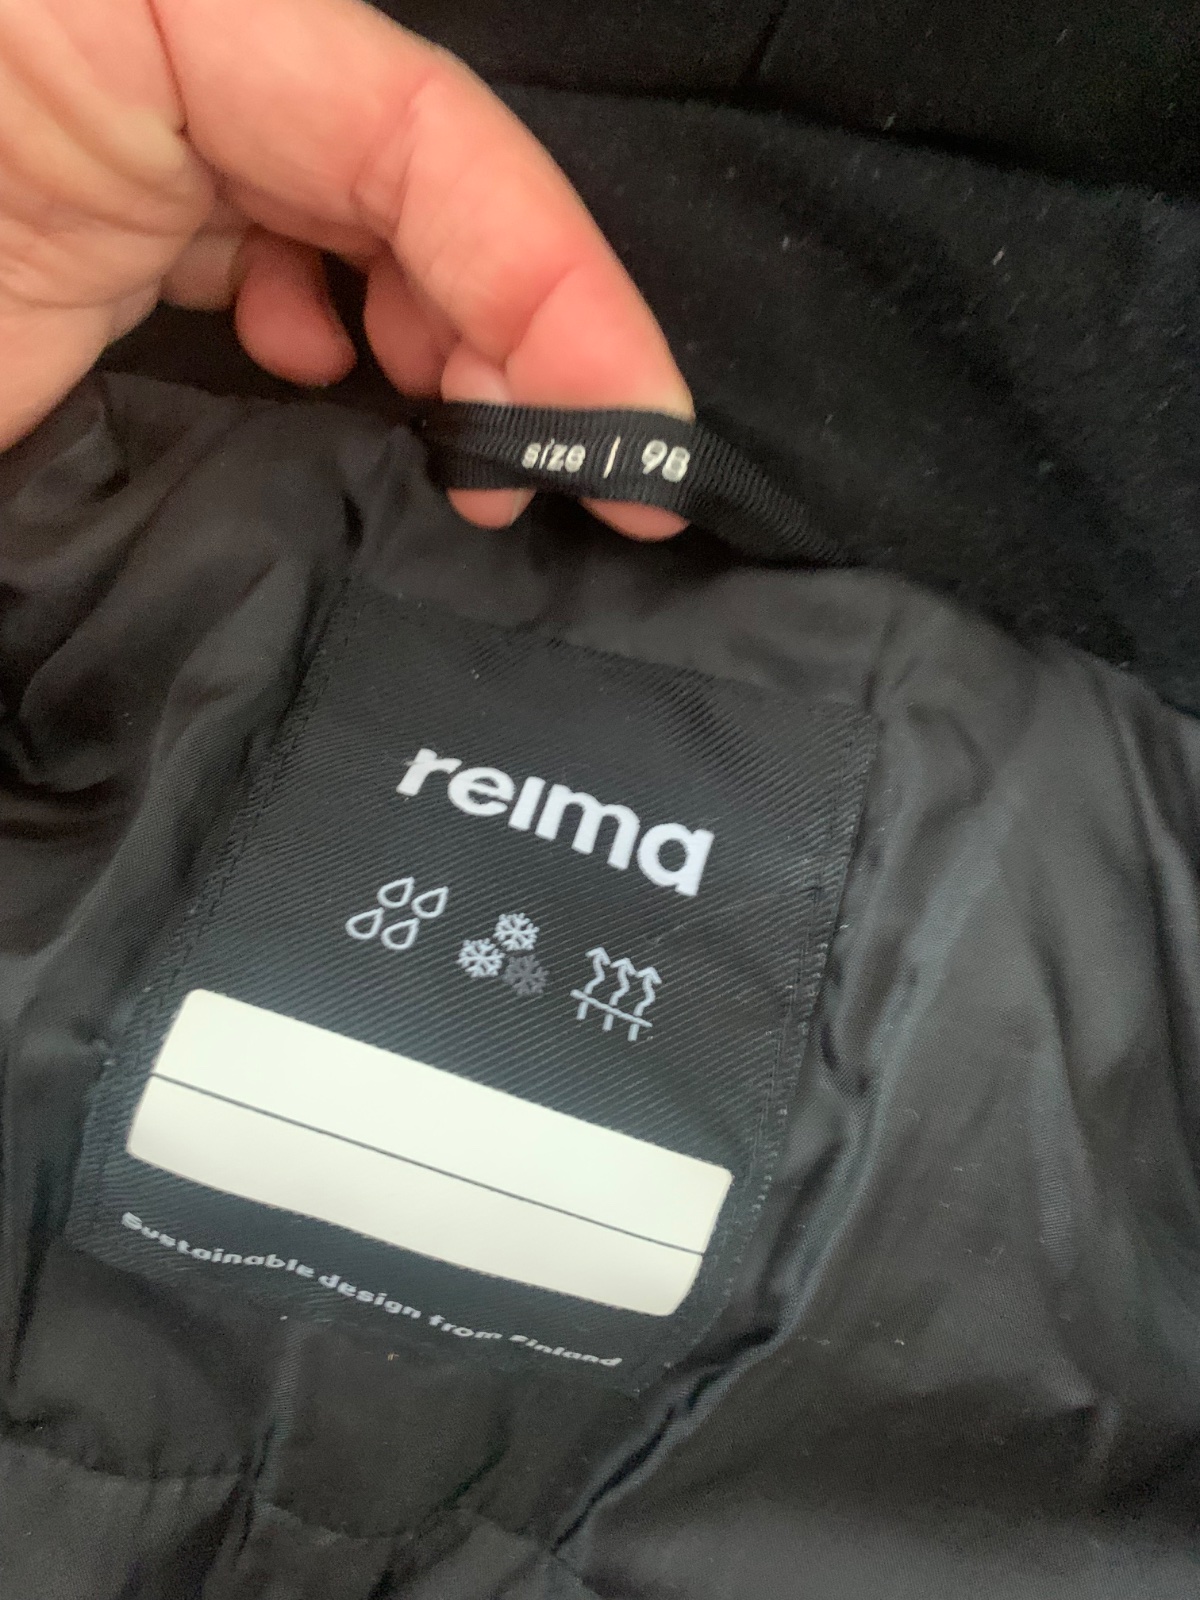 size | 98
reima
Sustainable design from Finland